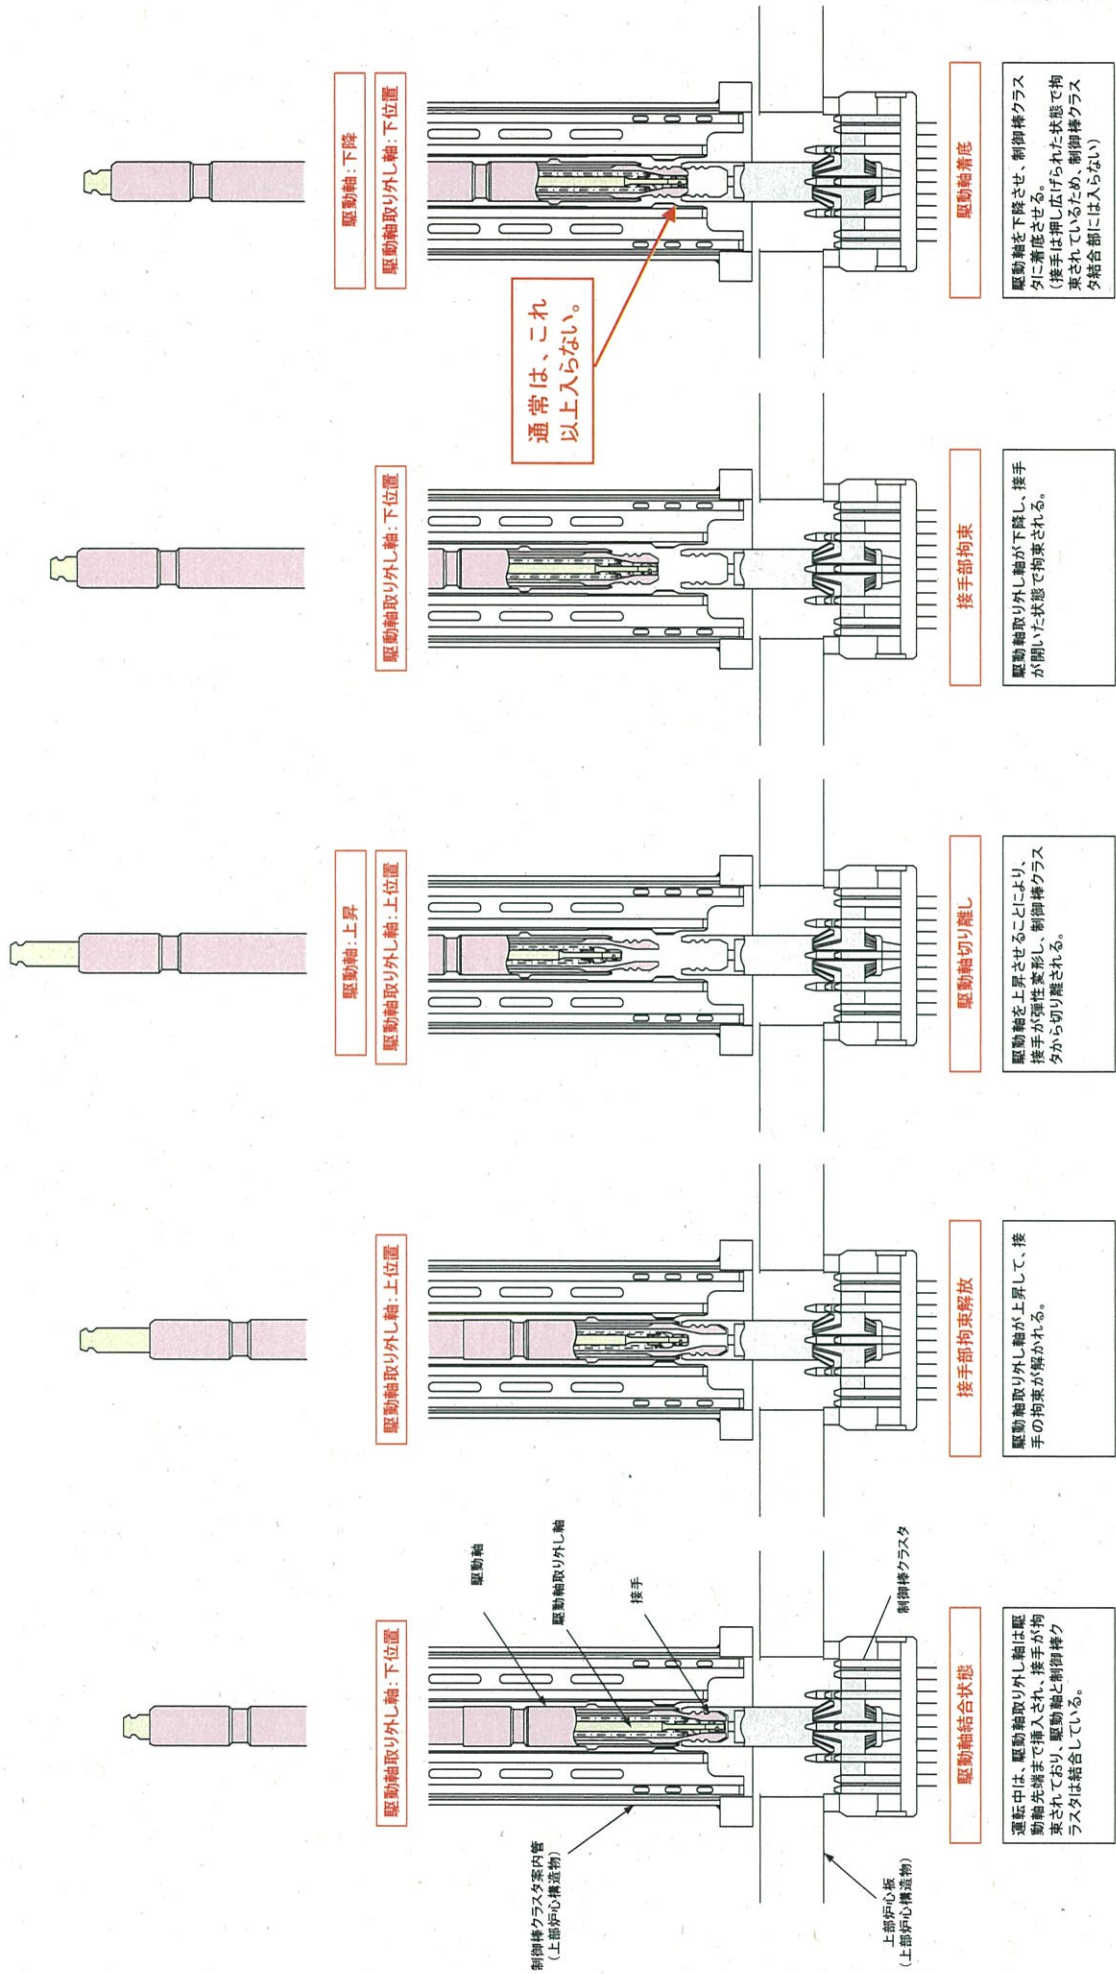 駆動軸取り外し軸:下位置
駆動軸
駆動軸取り外し軸
接手
制御棒クラスタ案内管
(上部炉心構造物)
上部炉心板
(上部炉心構造物)
制御棒クラスタ
駆動軸結合状態
運転中は、駆動軸取り外し軸は駆
動軸先端まで挿入され、接手が拘
束されており、駆動軸と制御棒ク
ラスタは結合している。
駆動軸取り外し軸:上位置
接手部拘束解放
駆動軸取り外し軸が上昇して、接
手の拘束が解かれる。
駆動軸:上昇
駆動軸取り外し軸:上位置
駆動軸切り離し
駆動軸を上昇させることにより、
接手が弾性変形し、制御棒クラス
タから切り離される。
駆動軸取り外し軸:下位置
接手部拘束
駆動軸取り外し軸が下降し、接手
が開いた状態で拘束される。
駆動軸:下降
駆動軸取り外し軸:下位置
通常は、これ
以上入らない。
駆動軸着底
駆動軸を下降させ、制御棒クラス
タに着底させる。
(接手は押し広げられた状態で拘
束されているため、制御棒クラス
タ結合部には入らない)